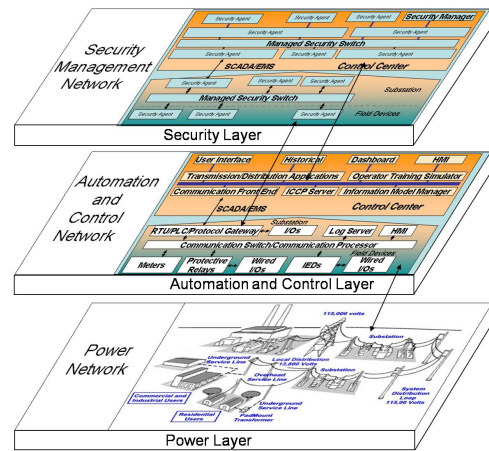 Security Agent
Security Agent
Security Agent
Security Manager
Security Agent
Security Agent
Managed Security Switch
Security Agent
Security Agent
Security Agent
SCADA/EMS
Control Center
Security Agent
Security Agent
Security Agent
Substation
Managed Security Switch
Security Agent
Security Agent
Security Agent
Field Devices
Security
Management
Network
Security Layer
User Interface
Historical
Dashboard
HMI
Transmission/Distribution Applications
Operator Training Simulator
Communication Front End
ICCP Server
Information Model Manager
SCADA/EMS
Control Center
Substation
RTU/PLC/Protocol Gateway
I/Os
Log Server
HMI
Communication Switch/Communication Processor
Field Devices
Meters
Protective
Relays
Wired
I/Os
IEDs
Wired
I/Os
Automation
and
Control
Network
Automation and Control Layer
115,000 volts
Substation
Underground
Service Line
Local Distribution
13,800 Volts
Overhead
Service Line
Substation
System
Distribution
Loop
115,00 Volts
Commercial and
Industrial Users
Residential
Users
Underground
Service Line
PadMount
Transformer
Power
Network
Power Layer